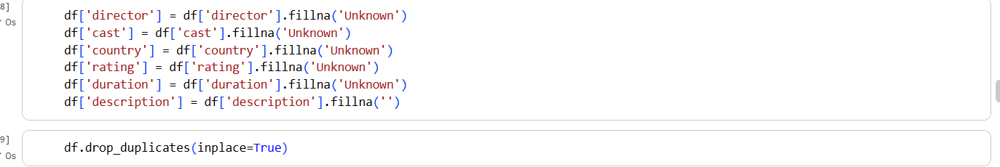 8]
df['director'] = df['director'].fillna('Unknown')
0s
df['cast'] = df['cast'].fillna('Unknown')
df['country'] = df['country'].fillna('Unknown')
df['rating'] = df['rating'].fillna('Unknown')
df['duration'] = df['duration'].fillna('Unknown')
df['description'] = df['description'].fillna('')
9]
df.drop_duplicates(inplace=True)
0s